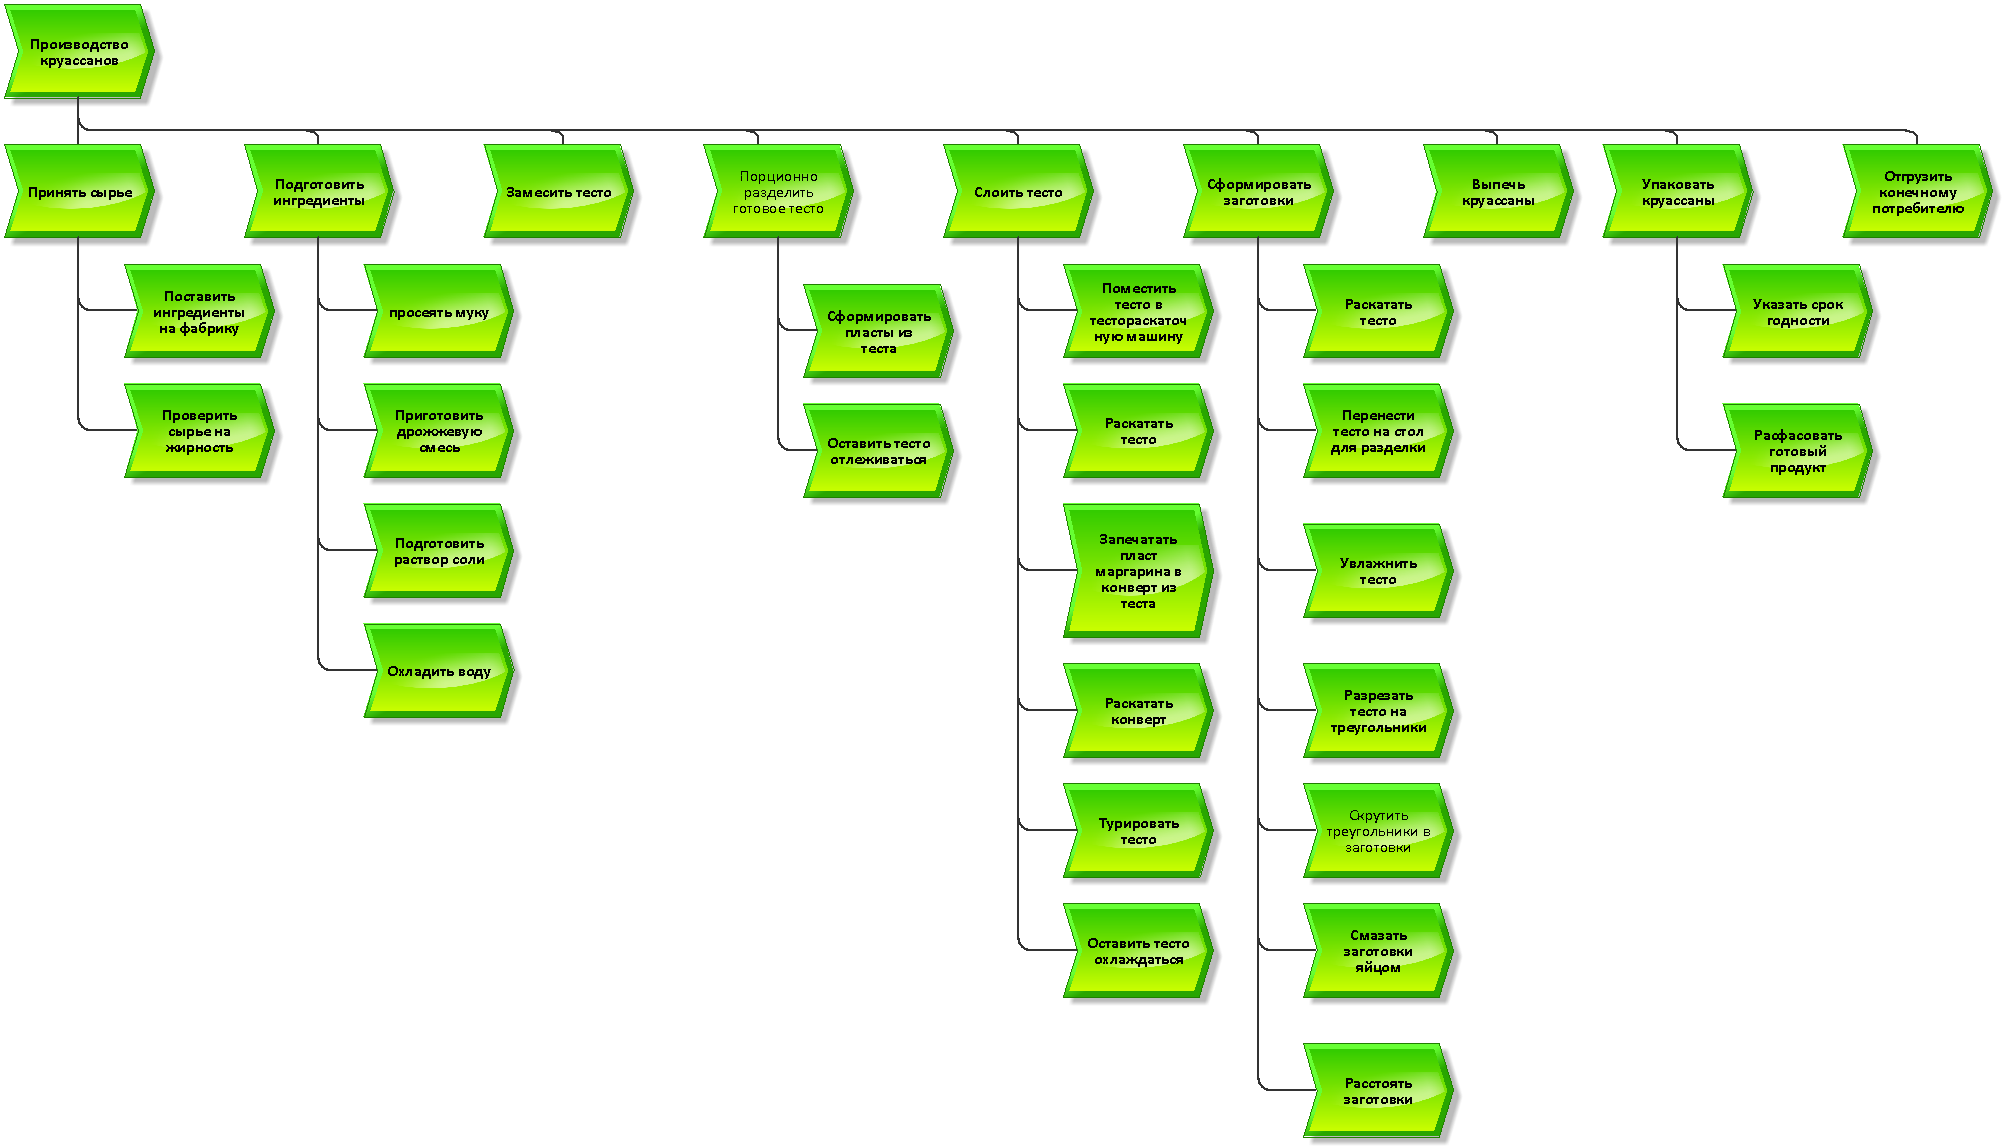 Производство
круассанов
Принять сырье
Подготовить
ингредиенты
Замесить тесто
Порционно
разделить
готовое тесто
Слоить тесто
Сформировать
заготовки
Выпечь
круассаны
Упаковать
круассаны
Отгрузить
конечному
потребителю
Поставить
ингредиенты
на фабрику
Проверить
сырье на
жирность
просеять муку
Приготовить
дрожжевую
смесь
Подготовить
раствор соли
Охладить воду
Сформировать
пласты из
теста
Оставить тесто
отлеживаться
Поместить
тесто в
тестораскаточ
ную машину
Раскатать
тесто
Запечатать
пласт
маргарина в
конверт из
теста
Раскатать
конверт
Турировать
тесто
Оставить тесто
охлаждаться
Раскатать
тесто
Перенести
тесто на стол
для разделки
Увлажнить
тесто
Разрезать
тесто на
треугольники
Скрутить
треугольники в
заготовки
Смазать
заготовки
яйцом
Расстоять
заготовки
Указать срок
годности
Расфасовать
готовый
продукт